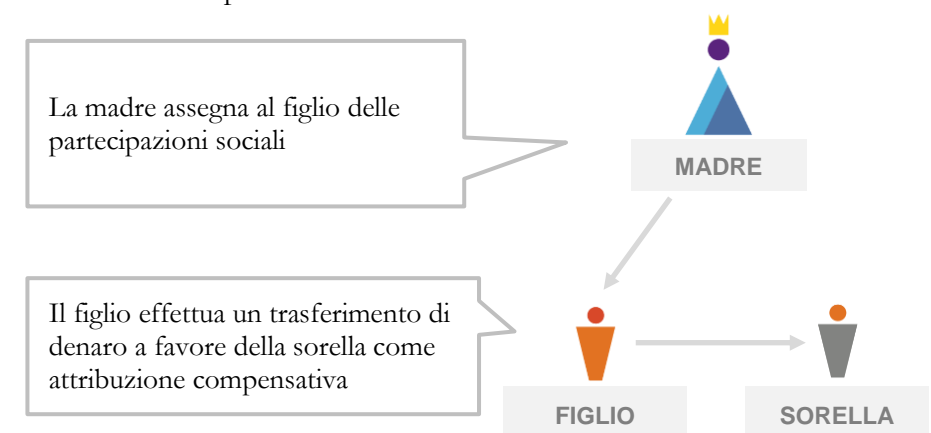 La madre assegna al figlio delle
partecipazioni sociali
MADRE
Il figlio effettua un trasferimento di
denaro a favore della sorella come
attribuzione compensativa
FIGLIO
SORELLA